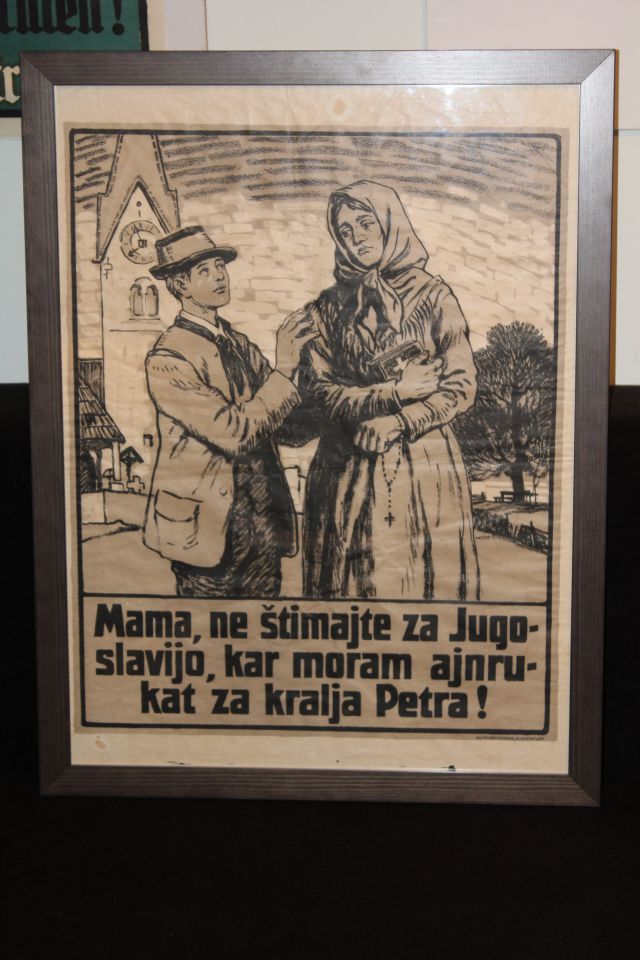 Mama, ne štimajte za Jugo-
slavijo, kar moram ajnru-
kat za kralja Petra!